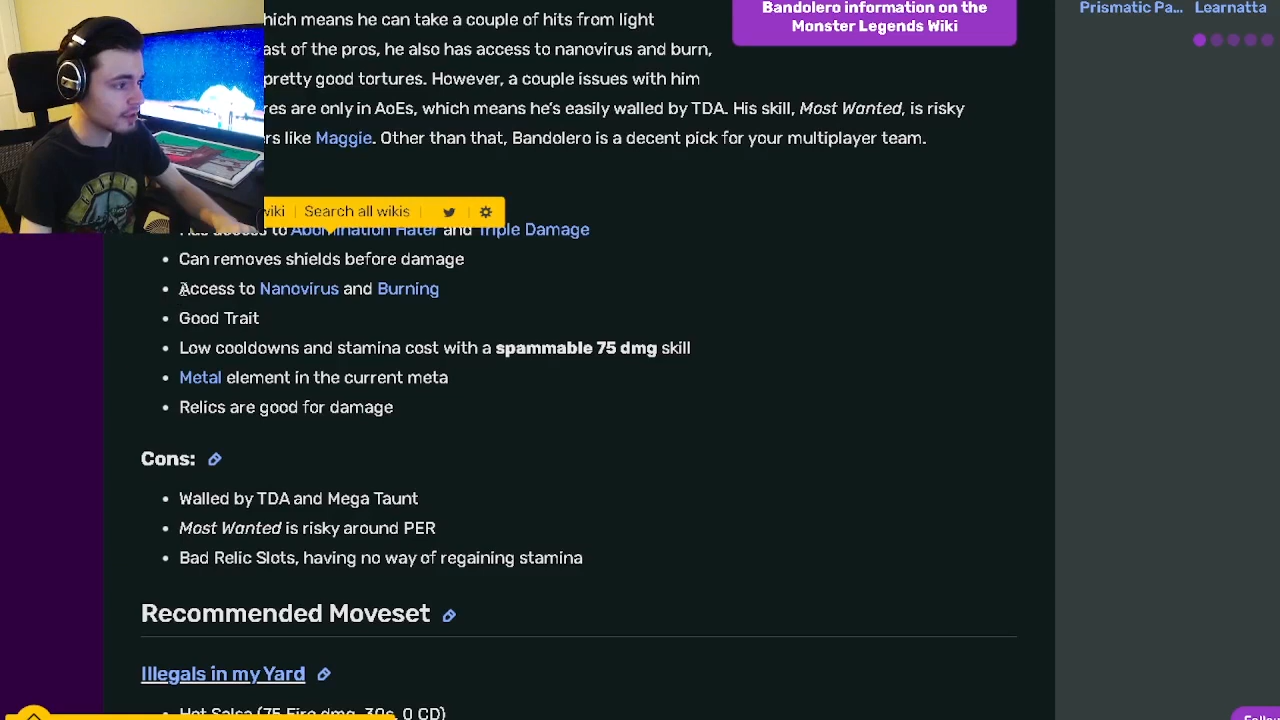 Bandolero information on the
Monster Legends Wiki
Prismatic Pa... Learnatta
hich means he can take a couple of hits from light
ast of the pros, he also has access to nanovirus and burn,
pretty good tortures. However, a couple issues with him
res are only in AoEs, which means he's easily walled by TDA. His skill, Most Wanted, is risky
rs like Maggie. Other than that, Bandolero is a decent pick for your multiplayer team.
wiki | Search all wikis
Has access to Abomination Hater and Triple Damage
Can removes shields before damage
Access to Nanovirus and Burning
Good Trait
Low cooldowns and stamina cost with a spammable 75 dmg skill
Metal element in the current meta
Relics are good for damage
Cons:
Walled by TDA and Mega Taunt
Most Wanted is risky around PER
Bad Relic Slots, having no way of regaining stamina
Recommended Moveset
Illegals in my Yard
Hot Salsa (75 Fire dmg, 30s, 0 CD)